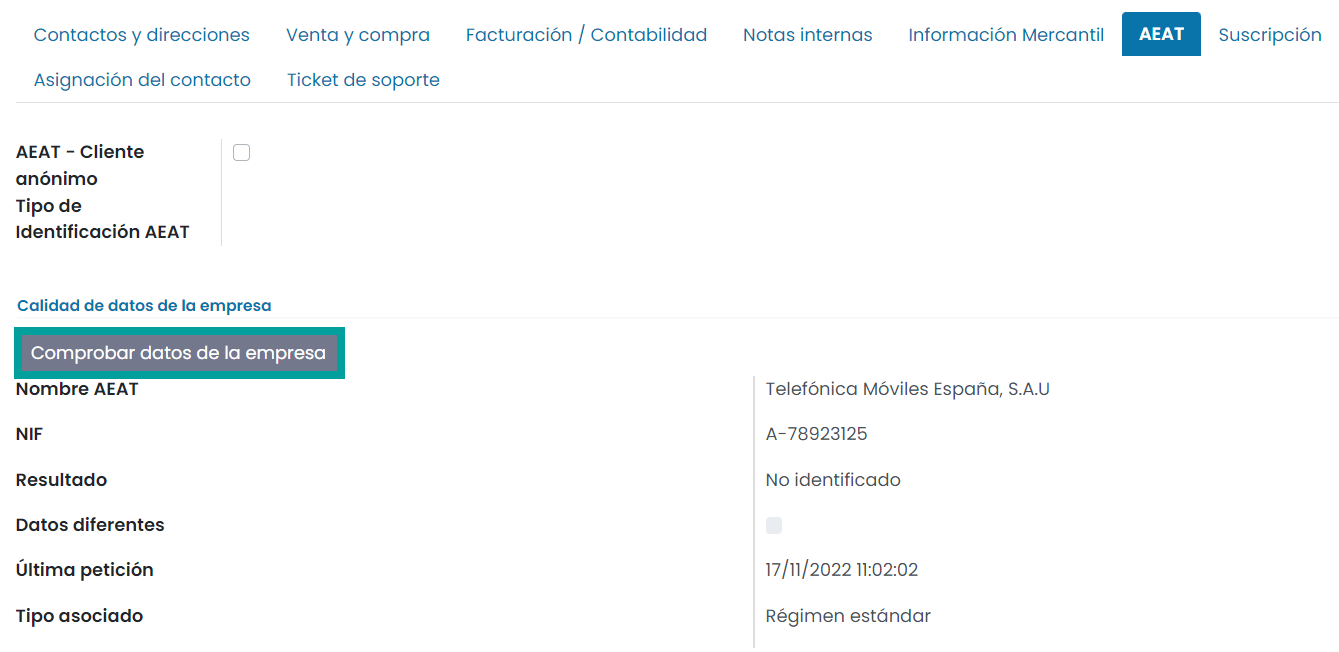 Contactos y direcciones Venta y compra Facturación / Contabilidad Notas internas Información Mercantil AEAT Suscripción
Asignación del contacto Ticket de soporte
AEAT - Cliente
anónimo
Tipo de
Identificación AEAT
Calidad de datos de la empresa
Comprobar datos de la empresa
Nombre AEAT Telefónica Móviles España, S.A.U
NIF A-78923125
Resultado No identificado
Datos diferentes
Última petición 17/11/2022 11:02:02
Tipo asociado Régimen estándar